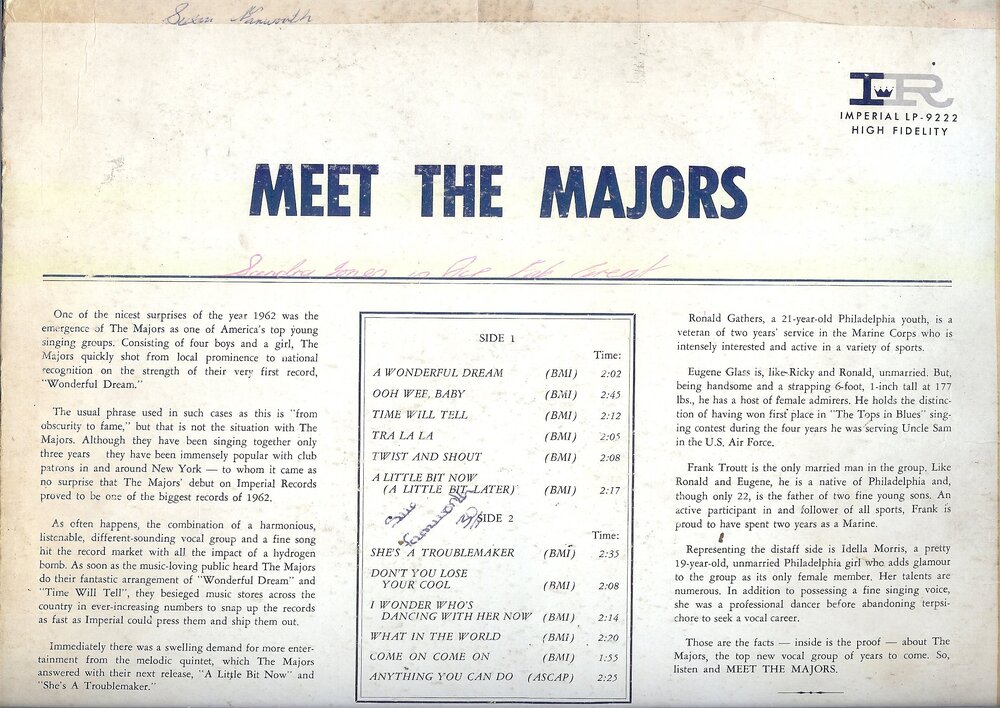 Susan
IR
IMPERIAL LP-9222
HIGH FIDELITY
MEET THE MAJORS
Sandra Jones in
One of the nicest surprises of the year 1962 was the
emergence of The Majors as one of America's top young
singing groups. Consisting of four boys and a girl, The
Majors quickly shot from local prominence to national
recognition on the strength of their very first record,
"Wonderful Dream."
The usual phrase used in such cases as this is "from
obscurity to fame," but that is not the situation with The
Majors. Although they have been singing together only
three years they have been immensely popular with club
patrons in and around New York — to whom it came as
no surprise that The Majors' debut on Imperial Records
proved to be one of the biggest records of 1962.
As often happens, the combination of a harmonious,
listenable, different-sounding vocal group and a fine song
hit the record market with all the impact of a hydrogen
bomb. As soon as the music-loving public heard The Majors
do their fantastic arrangement of "Wonderful Dream" and
"Time Will Tell", they besieged music stores across the
country in ever-increasing numbers to snap up the records
as fast as Imperial could press them and ship them out.
Immediately there was a swelling demand for more enter-
tainment from the melodic quintet, which The Majors
answered with their next release, "A Little Bit Now" and
"She's A Troublemaker."
SIDE 1
Time:
A WONDERFUL DREAM (BMI) 2:02
OOH WEE, BABY (BMI) 2:45
TIME WILL TELL (BMI) 2:12
TRA LA LA (BMI) 2:05
TWIST AND SHOUT (BMI) 2:08
A LITTLE BIT NOW
(A LITTLE BIT LATER) (BMI) 2:17
Sue
SIDE 2
Time:
SHE'S A TROUBLEMAKER (BMI) 2:35
DON'T YOU LOSE
YOUR COOL (BMI) 2:08
I WONDER WHO'S
DANCING WITH HER NOW (BMI) 2:14
WHAT IN THE WORLD (BMI) 2:20
COME ON COME ON (BMI) 1:55
ANYTHING YOU CAN DO (ASCAP) 2:25
Ronald Gathers, a 21-year-old Philadelphia youth, is a
veteran of two years' service in the Marine Corps who is
intensely interested and active in a variety of sports.
Eugene Glass is, like Ricky and Ronald, unmarried. But,
being handsome and a strapping 6-foot, 1-inch tall at 177
lbs., he has a host of female admirers. He holds the distinc-
tion of having won first place in "The Tops in Blues" sing-
ing contest during the four years he was serving Uncle Sam
in the U.S. Air Force.
Frank Troutt is the only married man in the group. Like
Ronald and Eugene, he is a native of Philadelphia and,
though only 22, is the father of two fine young sons. An
active participant in and follower of all sports, Frank is
proud to have spent two years as a Marine.
Representing the distaff side is Idella Morris, a pretty
19-year-old, unmarried Philadelphia girl who adds glamour
to the group as its only female member. Her talents are
numerous. In addition to possessing a fine singing voice,
she was a professional dancer before abandoning terpsi-
chore to seek a vocal career.
Those are the facts — inside is the proof — about The
Majors, the top new vocal group of years to come. So,
listen and MEET THE MAJORS.